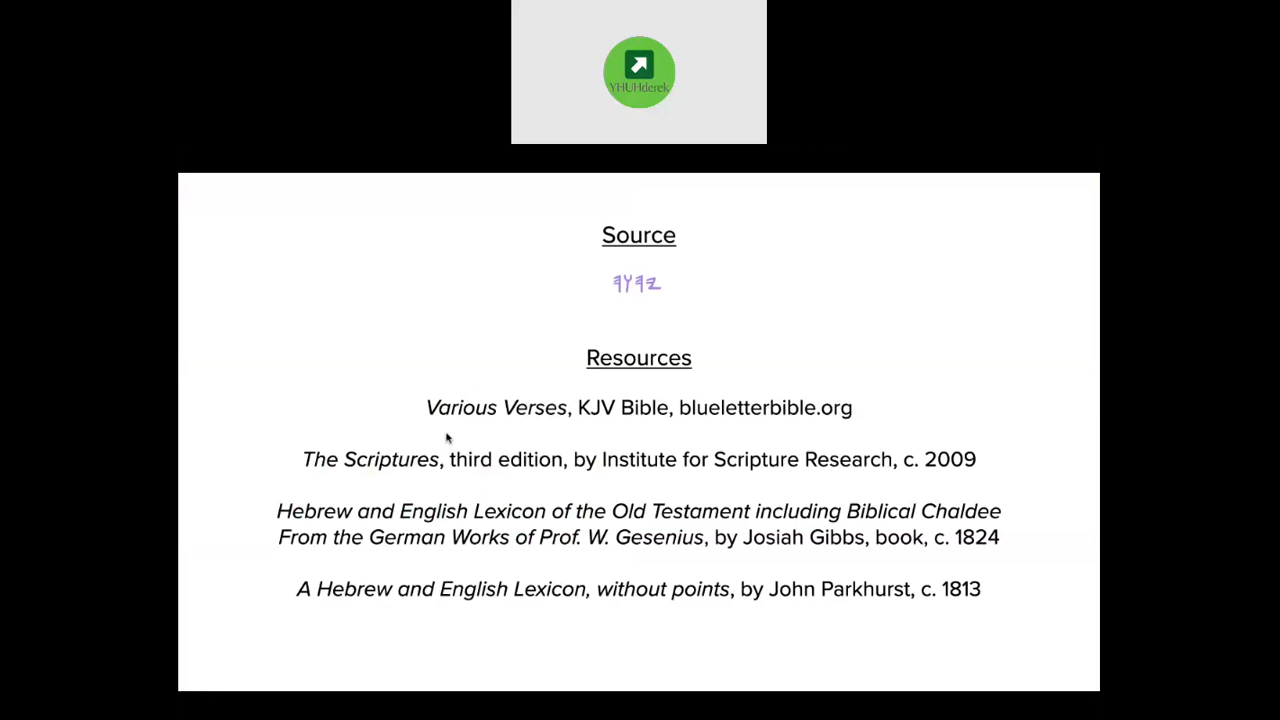 YHUHderek
Source
𐤉𐤄𐤅𐤄
Resources
Various Verses, KJV Bible, blueletterbible.org
The Scriptures, third edition, by Institute for Scripture Research, c. 2009
Hebrew and English Lexicon of the Old Testament including Biblical Chaldee
From the German Works of Prof. W. Gesenius, by Josiah Gibbs, book, c. 1824
A Hebrew and English Lexicon, without points, by John Parkhurst, c. 1813